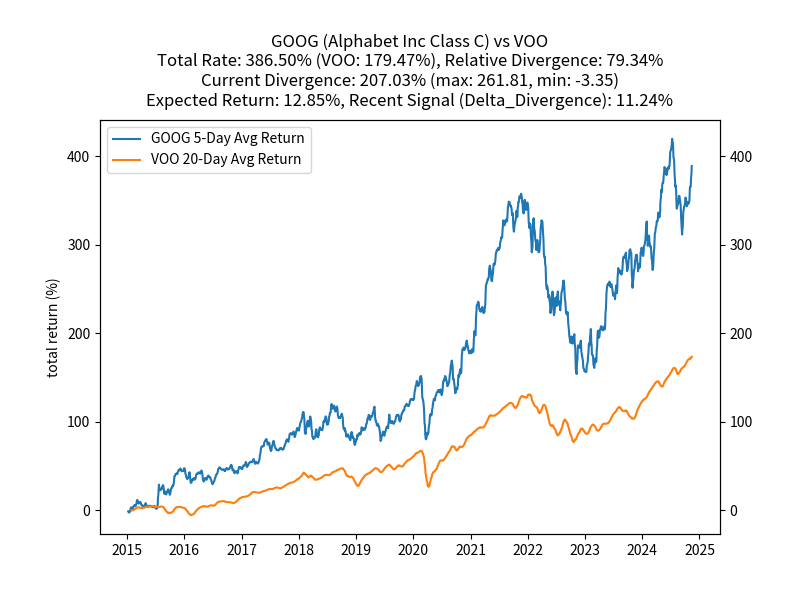 GOOG (Alphabet Inc Class C) vs VOO
Total Rate: 386.50% (VOO: 179.47%), Relative Divergence: 79.34%
Current Divergence: 207.03% (max: 261.81, min: -3.35)
Expected Return: 12.85%, Recent Signal (Delta_Divergence): 11.24%
GOOG 5-Day Avg Return
VOO 20-Day Avg Return
400 400
300 300
200 200
100 100
0 0
total return (%)
2015 2016 2017 2018 2019 2020 2021 2022 2023 2024 2025